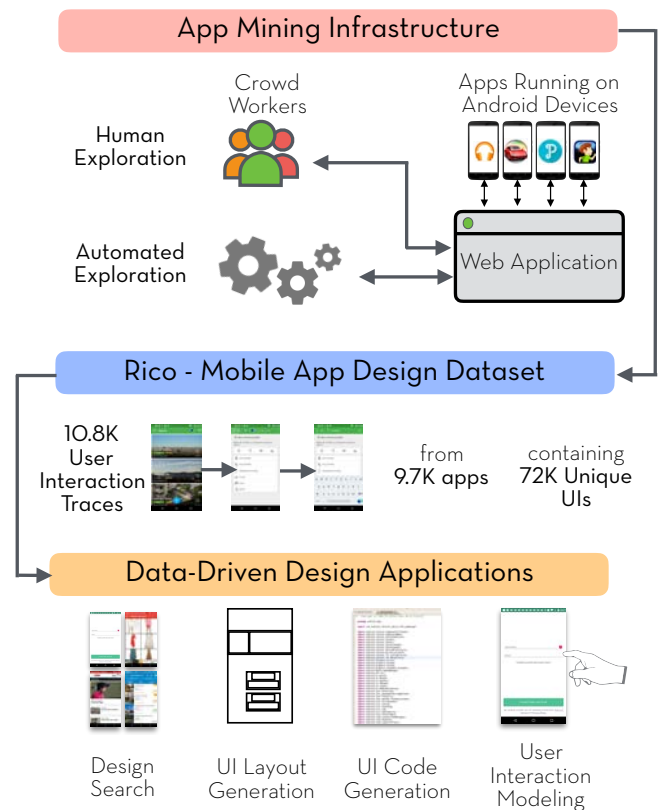 App Mining Infrastructure
Crowd
Workers
Apps Running on
Android Devices
Human
Exploration
Automated
Exploration
Web Application
Rico - Mobile App Design Dataset
10.8K
User
Interaction
Traces
from
9.7K apps
containing
72K Unique
UIs
Data-Driven Design Applications
Design
Search
UI Layout
Generation
UI Code
Generation
User
Interaction
Modeling